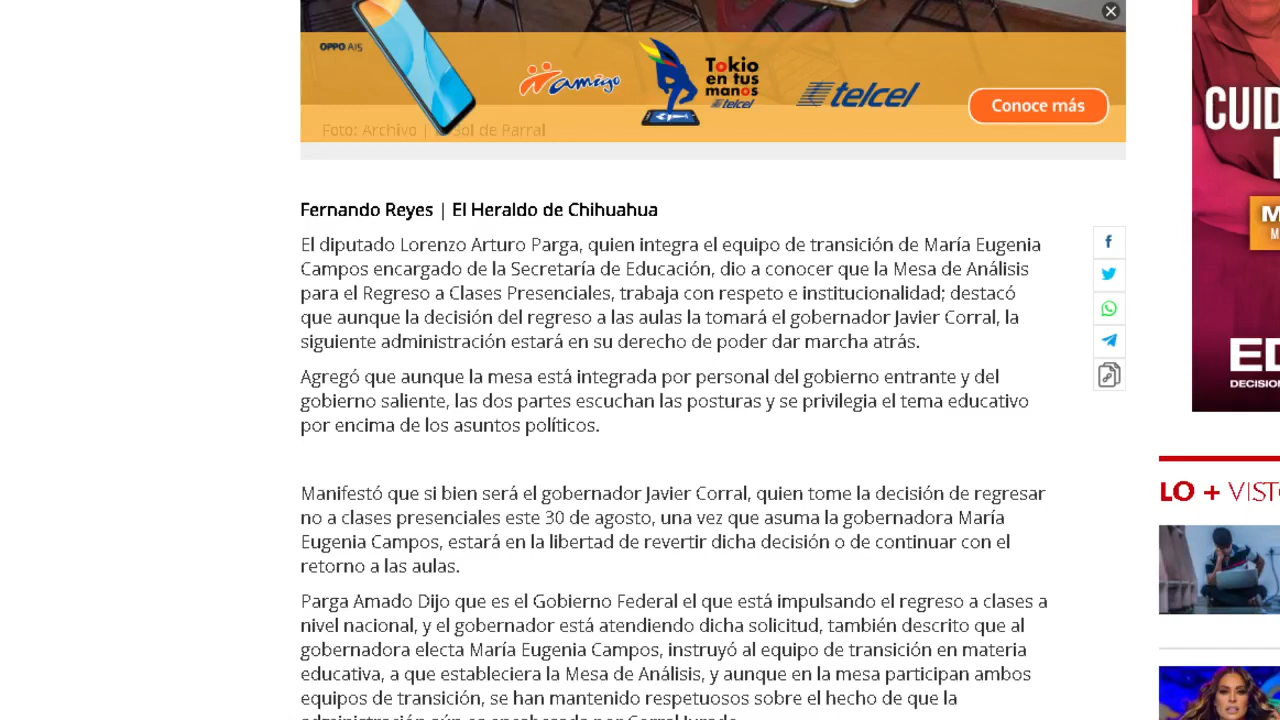 OPPO A15
amigo
Tokio
en tus
manos
telcel
telcel
Conoce más
Foto: Archivo | El Sol de Parral
CUID
M
M
ED
DECISIO
Fernando Reyes | El Heraldo de Chihuahua
El diputado Lorenzo Arturo Parga, quien integra el equipo de transición de María Eugenia
Campos encargado de la Secretaría de Educación, dio a conocer que la Mesa de Análisis
para el Regreso a Clases Presenciales, trabaja con respeto e institucionalidad; destacó
que aunque la decisión del regreso a las aulas la tomará el gobernador Javier Corral, la
siguiente administración estará en su derecho de poder dar marcha atrás.
Agregó que aunque la mesa está integrada por personal del gobierno entrante y del
gobierno saliente, las dos partes escuchan las posturas y se privilegia el tema educativo
por encima de los asuntos políticos.
Manifestó que si bien será el gobernador Javier Corral, quien tome la decisión de regresar
no a clases presenciales este 30 de agosto, una vez que asuma la gobernadora María
Eugenia Campos, estará en la libertad de revertir dicha decisión o de continuar con el
retorno a las aulas.
Parga Amado Dijo que es el Gobierno Federal el que está impulsando el regreso a clases a
nivel nacional, y el gobernador está atendiendo dicha solicitud, también descrito que al
gobernadora electa María Eugenia Campos, instruyó al equipo de transición en materia
educativa, a que estableciera la Mesa de Análisis, y aunque en la mesa participan ambos
equipos de transición, se han mantenido respetuosos sobre el hecho de que la
LO + VIST